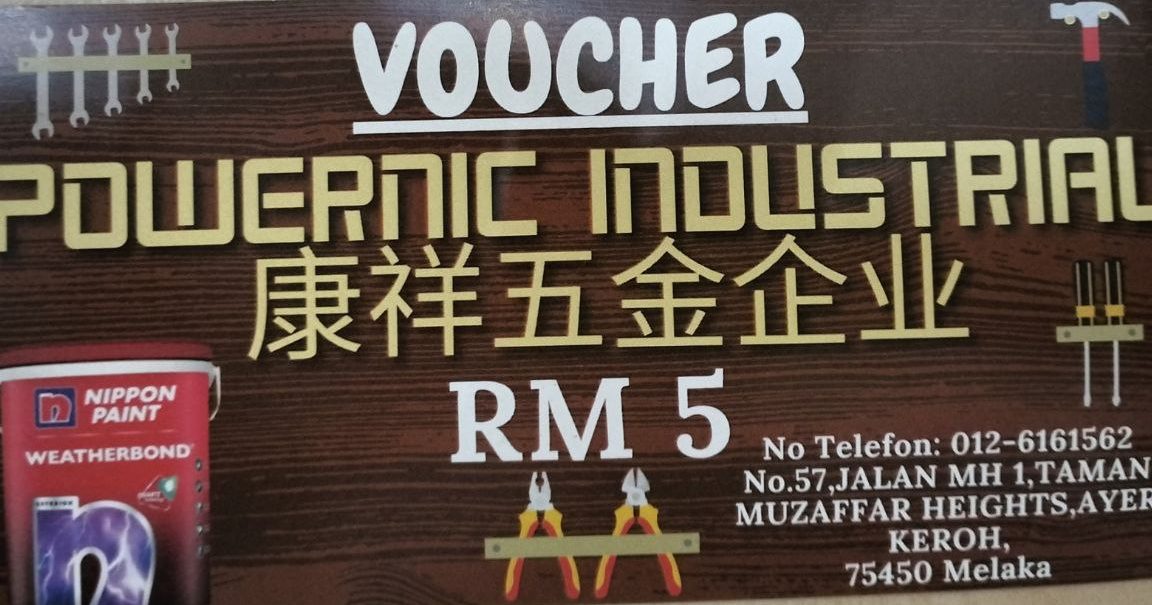 VOUCHER
POWERNIC INDUSTRIAL
康祥五金企业
RM 5
NIPPON
PAINT
WEATHERBOND
EXTERIOR
No Telefon: 012-6161562
No.57,JALAN MH 1,TAMAN
MUZAFFAR HEIGHTS,AYER
KEROH,
75450 Melaka